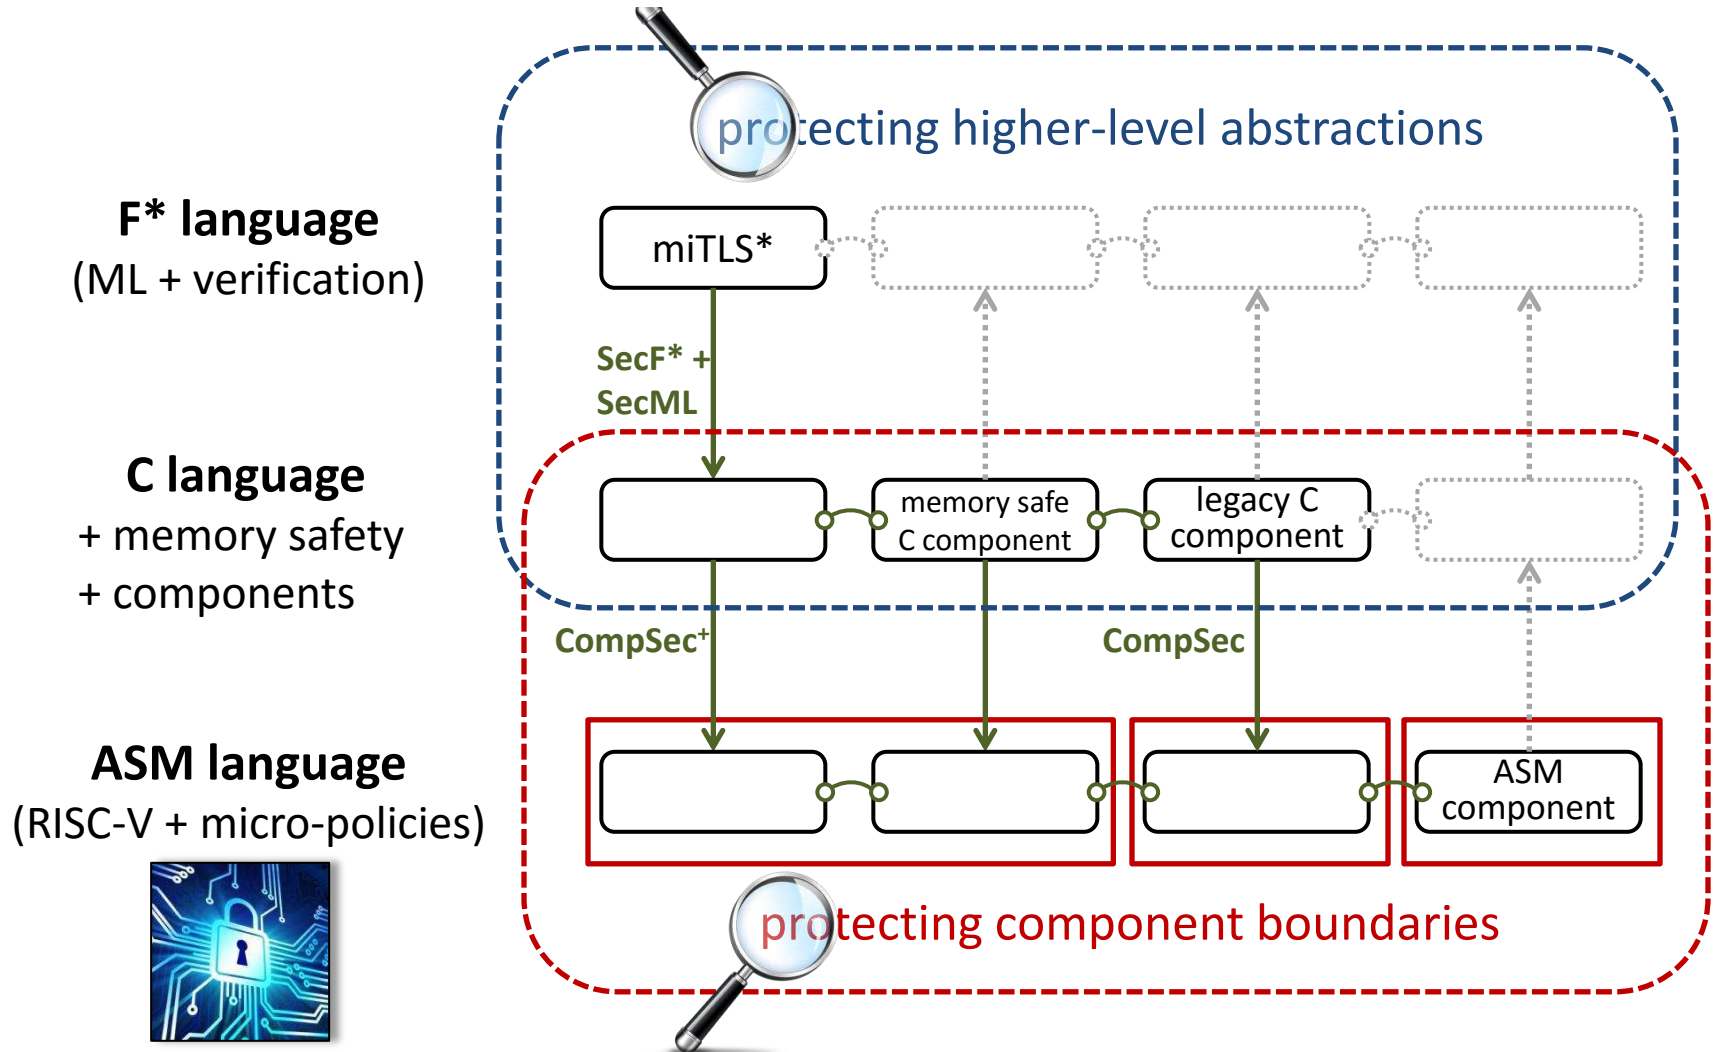 protecting higher-level abstractions
F* language
(ML + verification)
miTLS*
SecF* +
SecML
C language
+ memory safety
+ components
memory safe
C component
legacy C
component
CompSec+
CompSec
ASM language
(RISC-V + micro-policies)
ASM
component
protecting component boundaries